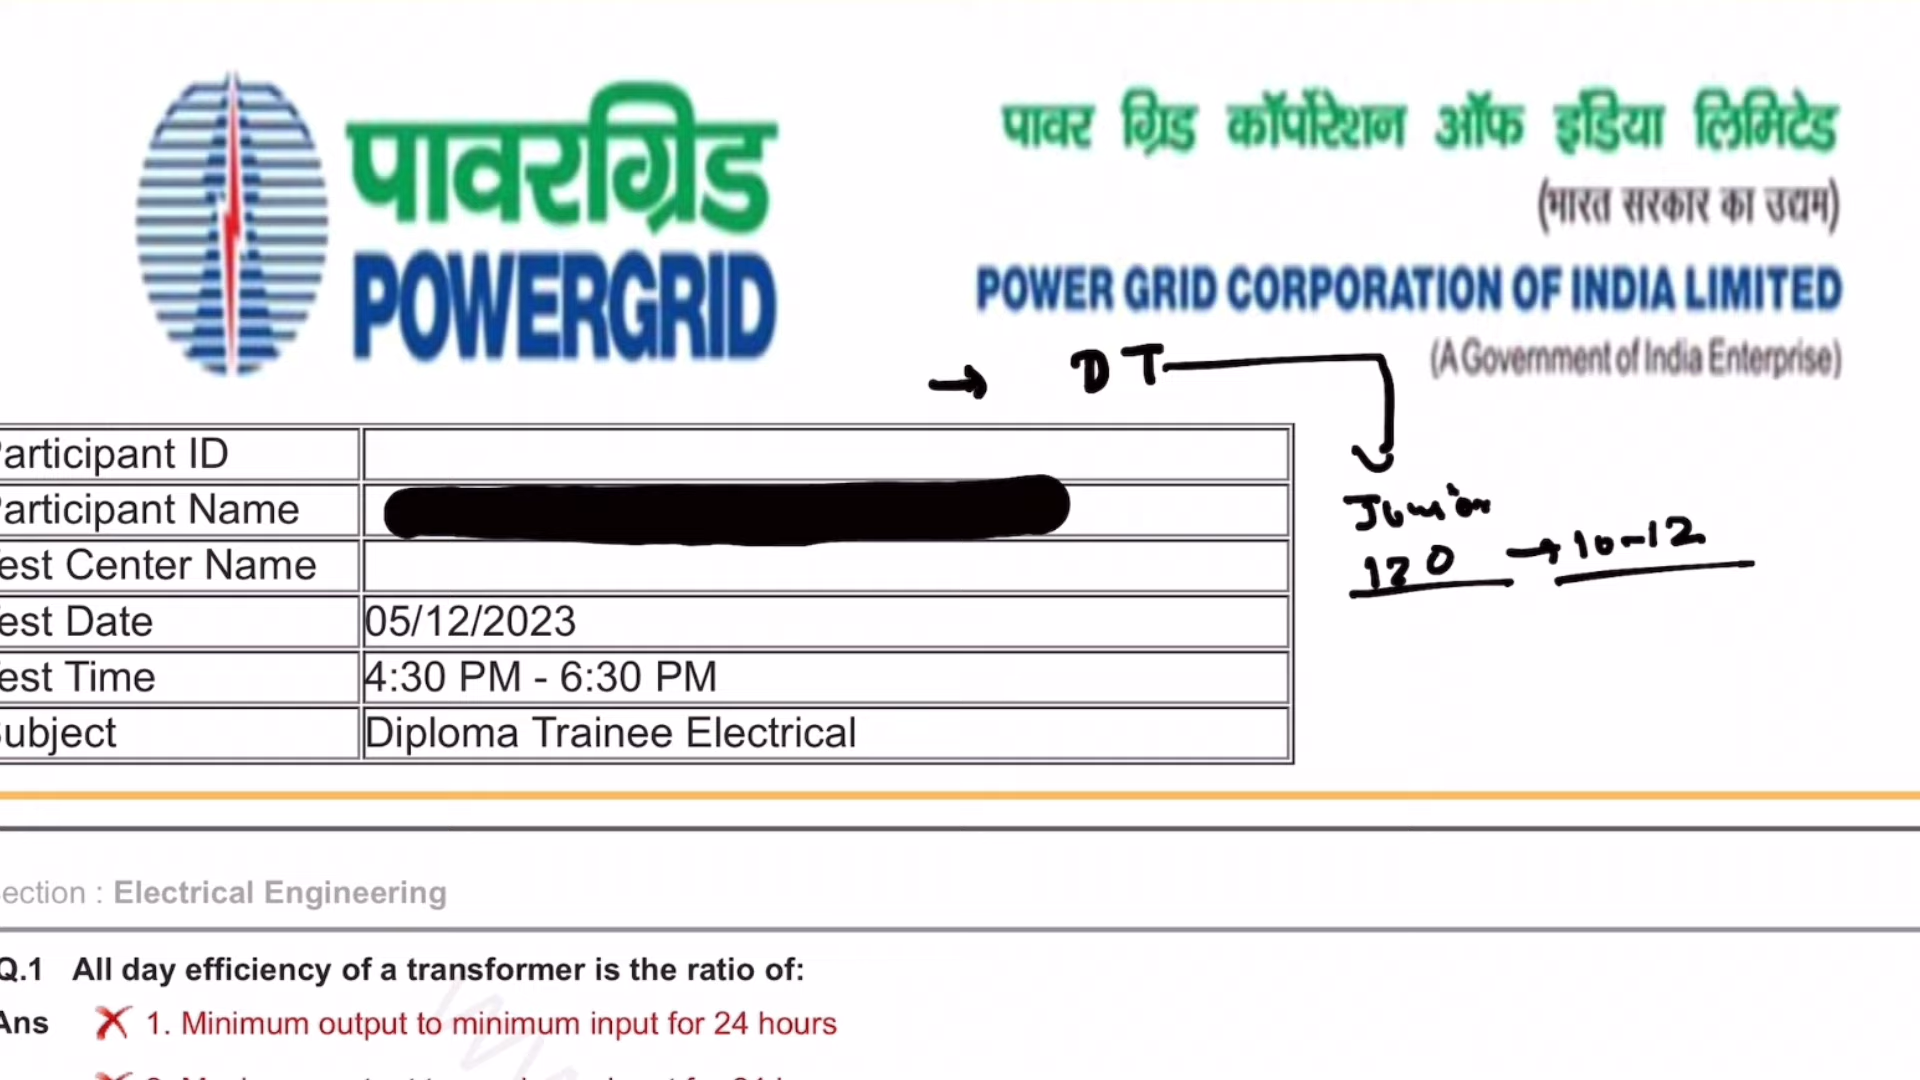 पावरग्रिड
POWERGRID
पावर ग्रिड कॉर्पोरेशन ऑफ इंडिया लिमिटेड
(भारत सरकार का उद्यम)
POWER GRID CORPORATION OF INDIA LIMITED
(A Government of India Enterprise)
→ DT
Junior
120 → 10-12
articipant ID
articipant Name
est Center Name
est Date 05/12/2023
est Time 4:30 PM - 6:30 PM
ubject Diploma Trainee Electrical
ection : Electrical Engineering
Q.1 All day efficiency of a transformer is the ratio of:
Ans 1. Minimum output to minimum input for 24 hours